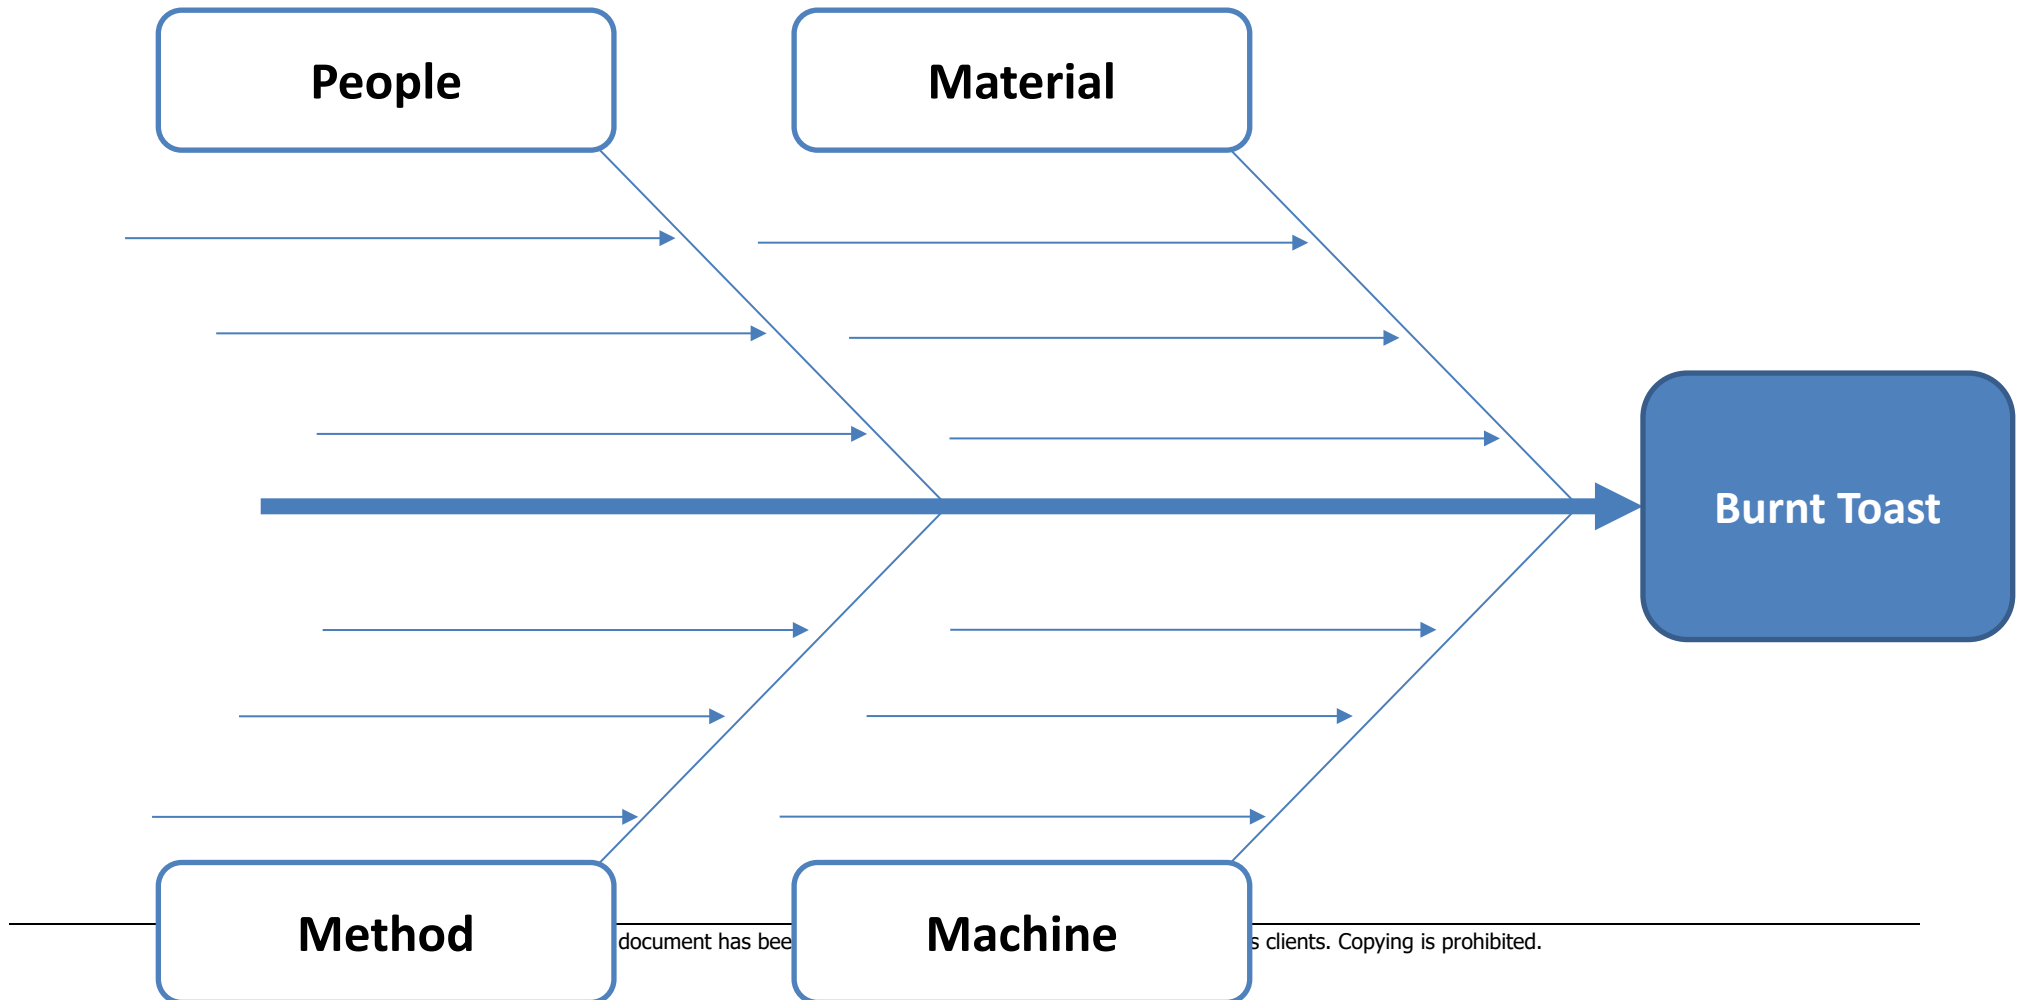 People
Material
Burnt Toast
Method
Machine
document has bee
s clients. Copying is prohibited.